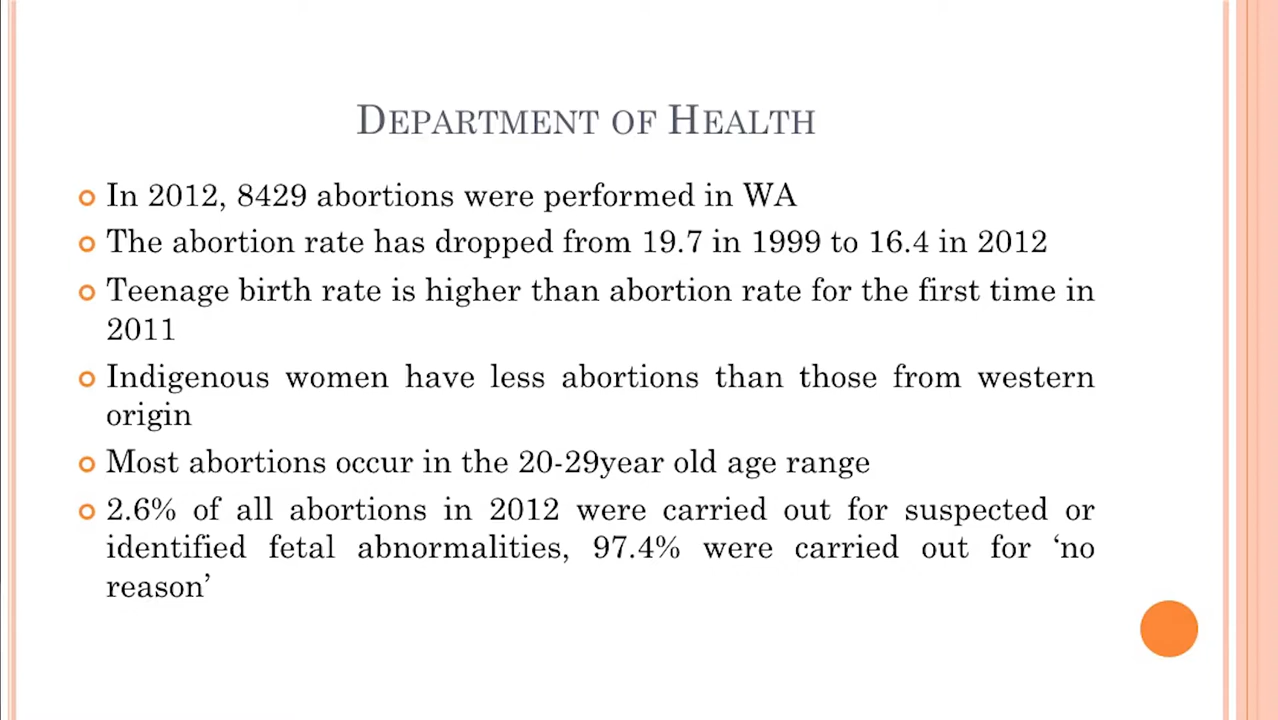 DEPARTMENT OF HEALTH
In 2012, 8429 abortions were performed in WA
The abortion rate has dropped from 19.7 in 1999 to 16.4 in 2012
Teenage birth rate is higher than abortion rate for the first time in
2011
Indigenous women have less abortions than those from western
origin
Most abortions occur in the 20-29year old age range
2.6% of all abortions in 2012 were carried out for suspected or
identified fetal abnormalities, 97.4% were carried out for ‘no
reason’